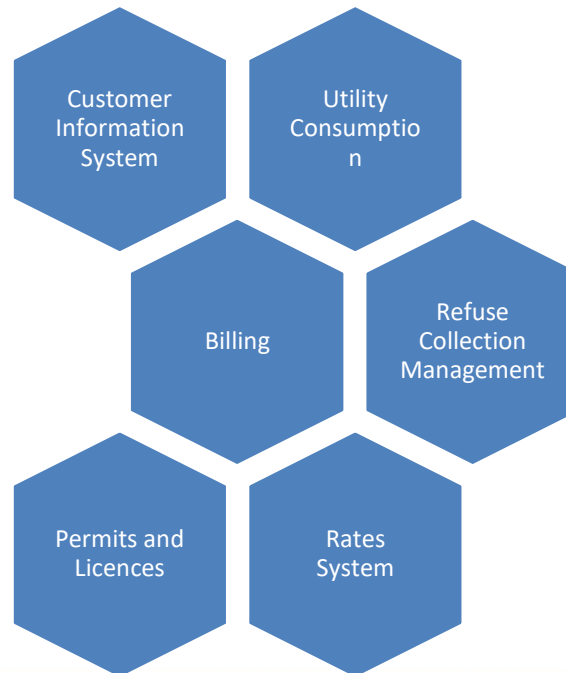 Customer
Information
System
Utility
Consumptio
n
Billing
Refuse
Collection
Management
Permits and
Licences
Rates
System